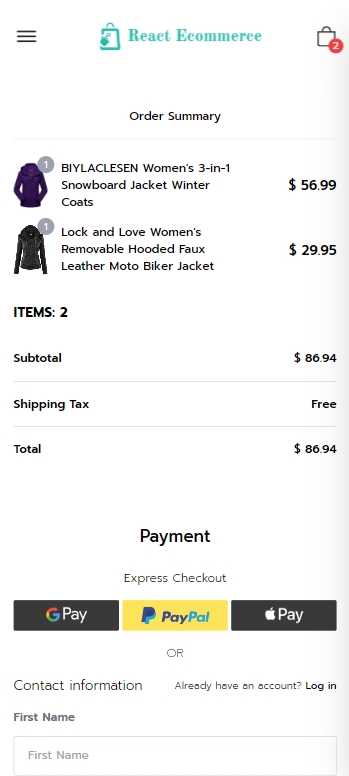 React Ecommerce
2
Order Summary
1
BIYLACLESEN Women's 3-in-1
Snowboard Jacket Winter
Coats
$ 56.99
1
Lock and Love Women's
Removable Hooded Faux
Leather Moto Biker Jacket
$ 29.95
ITEMS: 2
Subtotal $ 86.94
Shipping Tax Free
Total $ 86.94
Payment
Express Checkout
G Pay PayPal Pay
OR
Contact information Already have an account? Log in
First Name
First Name